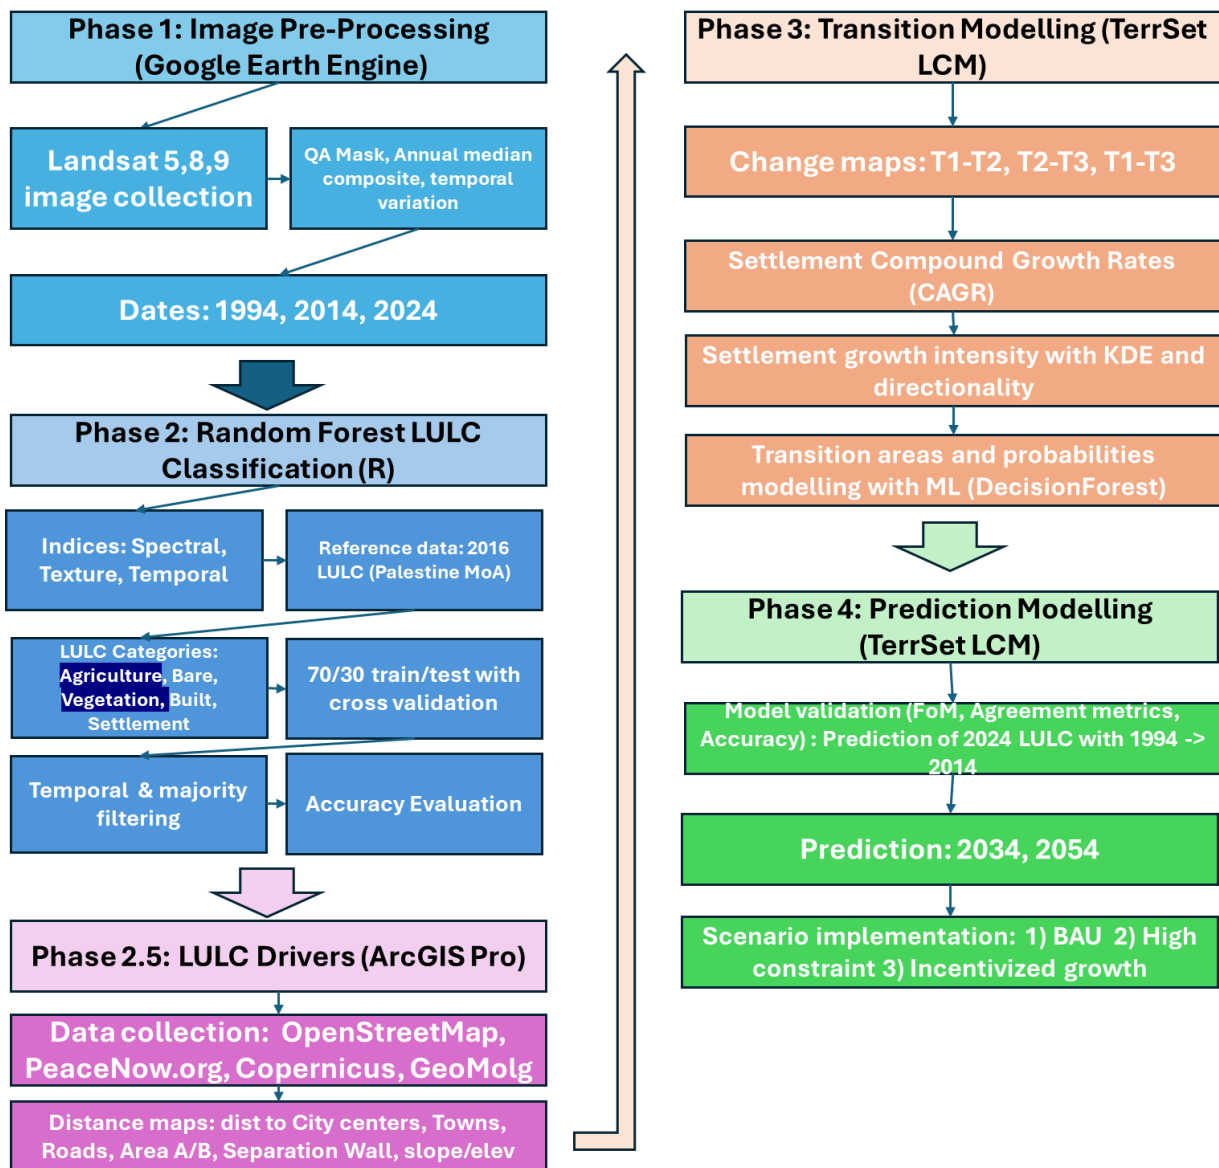 Phase 1: Image Pre-Processing
(Google Earth Engine)
Landsat 5,8,9
image collection
QA Mask, Annual median
composite, temporal
variation
Dates: 1994, 2014, 2024
Phase 2: Random Forest LULC
Classification (R)
Indices: Spectral,
Texture, Temporal
Reference data: 2016
LULC (Palestine MoA)
LULC Categories:
Agriculture, Bare,
Vegetation, Built,
Settlement
70/30 train/test with
cross validation
Temporal & majority
filtering
Accuracy Evaluation
Phase 2.5: LULC Drivers (ArcGIS Pro)
Data collection: OpenStreetMap,
PeaceNow.org, Copernicus, GeoMolg
Distance maps: dist to City centers, Towns,
Roads, Area A/B, Separation Wall, slope/elev
Phase 3: Transition Modelling (TerrSet
LCM)
Change maps: T1-T2, T2-T3, T1-T3
Settlement Compound Growth Rates
(CAGR)
Settlement growth intensity with KDE and
directionality
Transition areas and probabilities
modelling with ML (DecisionForest)
Phase 4: Prediction Modelling
(TerrSet LCM)
Model validation (FoM, Agreement metrics,
Accuracy) : Prediction of 2024 LULC with 1994 ->
2014
Prediction: 2034, 2054
Scenario implementation: 1) BAU 2) High
constraint 3) Incentivized growth